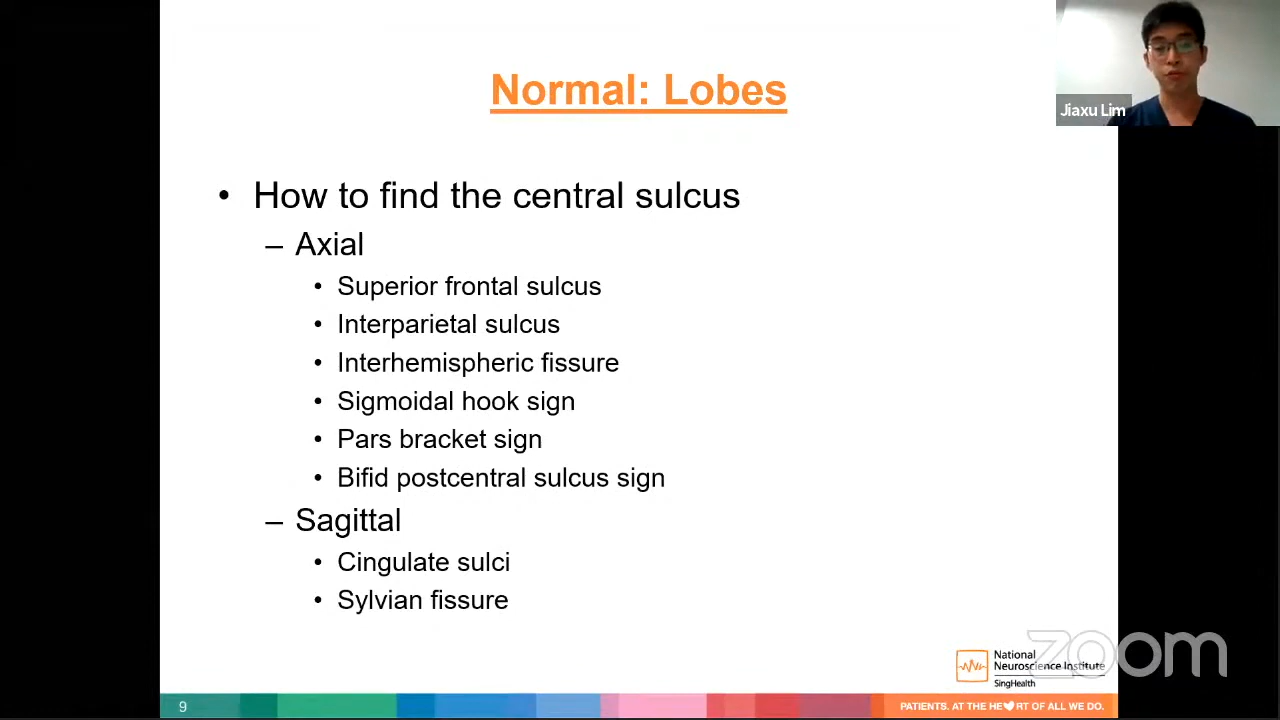 Normal: Lobes
Jiaxu Lim
• How to find the central sulcus
– Axial
• Superior frontal sulcus
• Interparietal sulcus
• Interhemispheric fissure
• Sigmoidal hook sign
• Pars bracket sign
• Bifid postcentral sulcus sign
– Sagittal
• Cingulate sulci
• Sylvian fissure
National
Neuroscience Institute
SingHealth
zoom
9
PATIENTS. AT THE HE♥RT OF ALL WE DO.